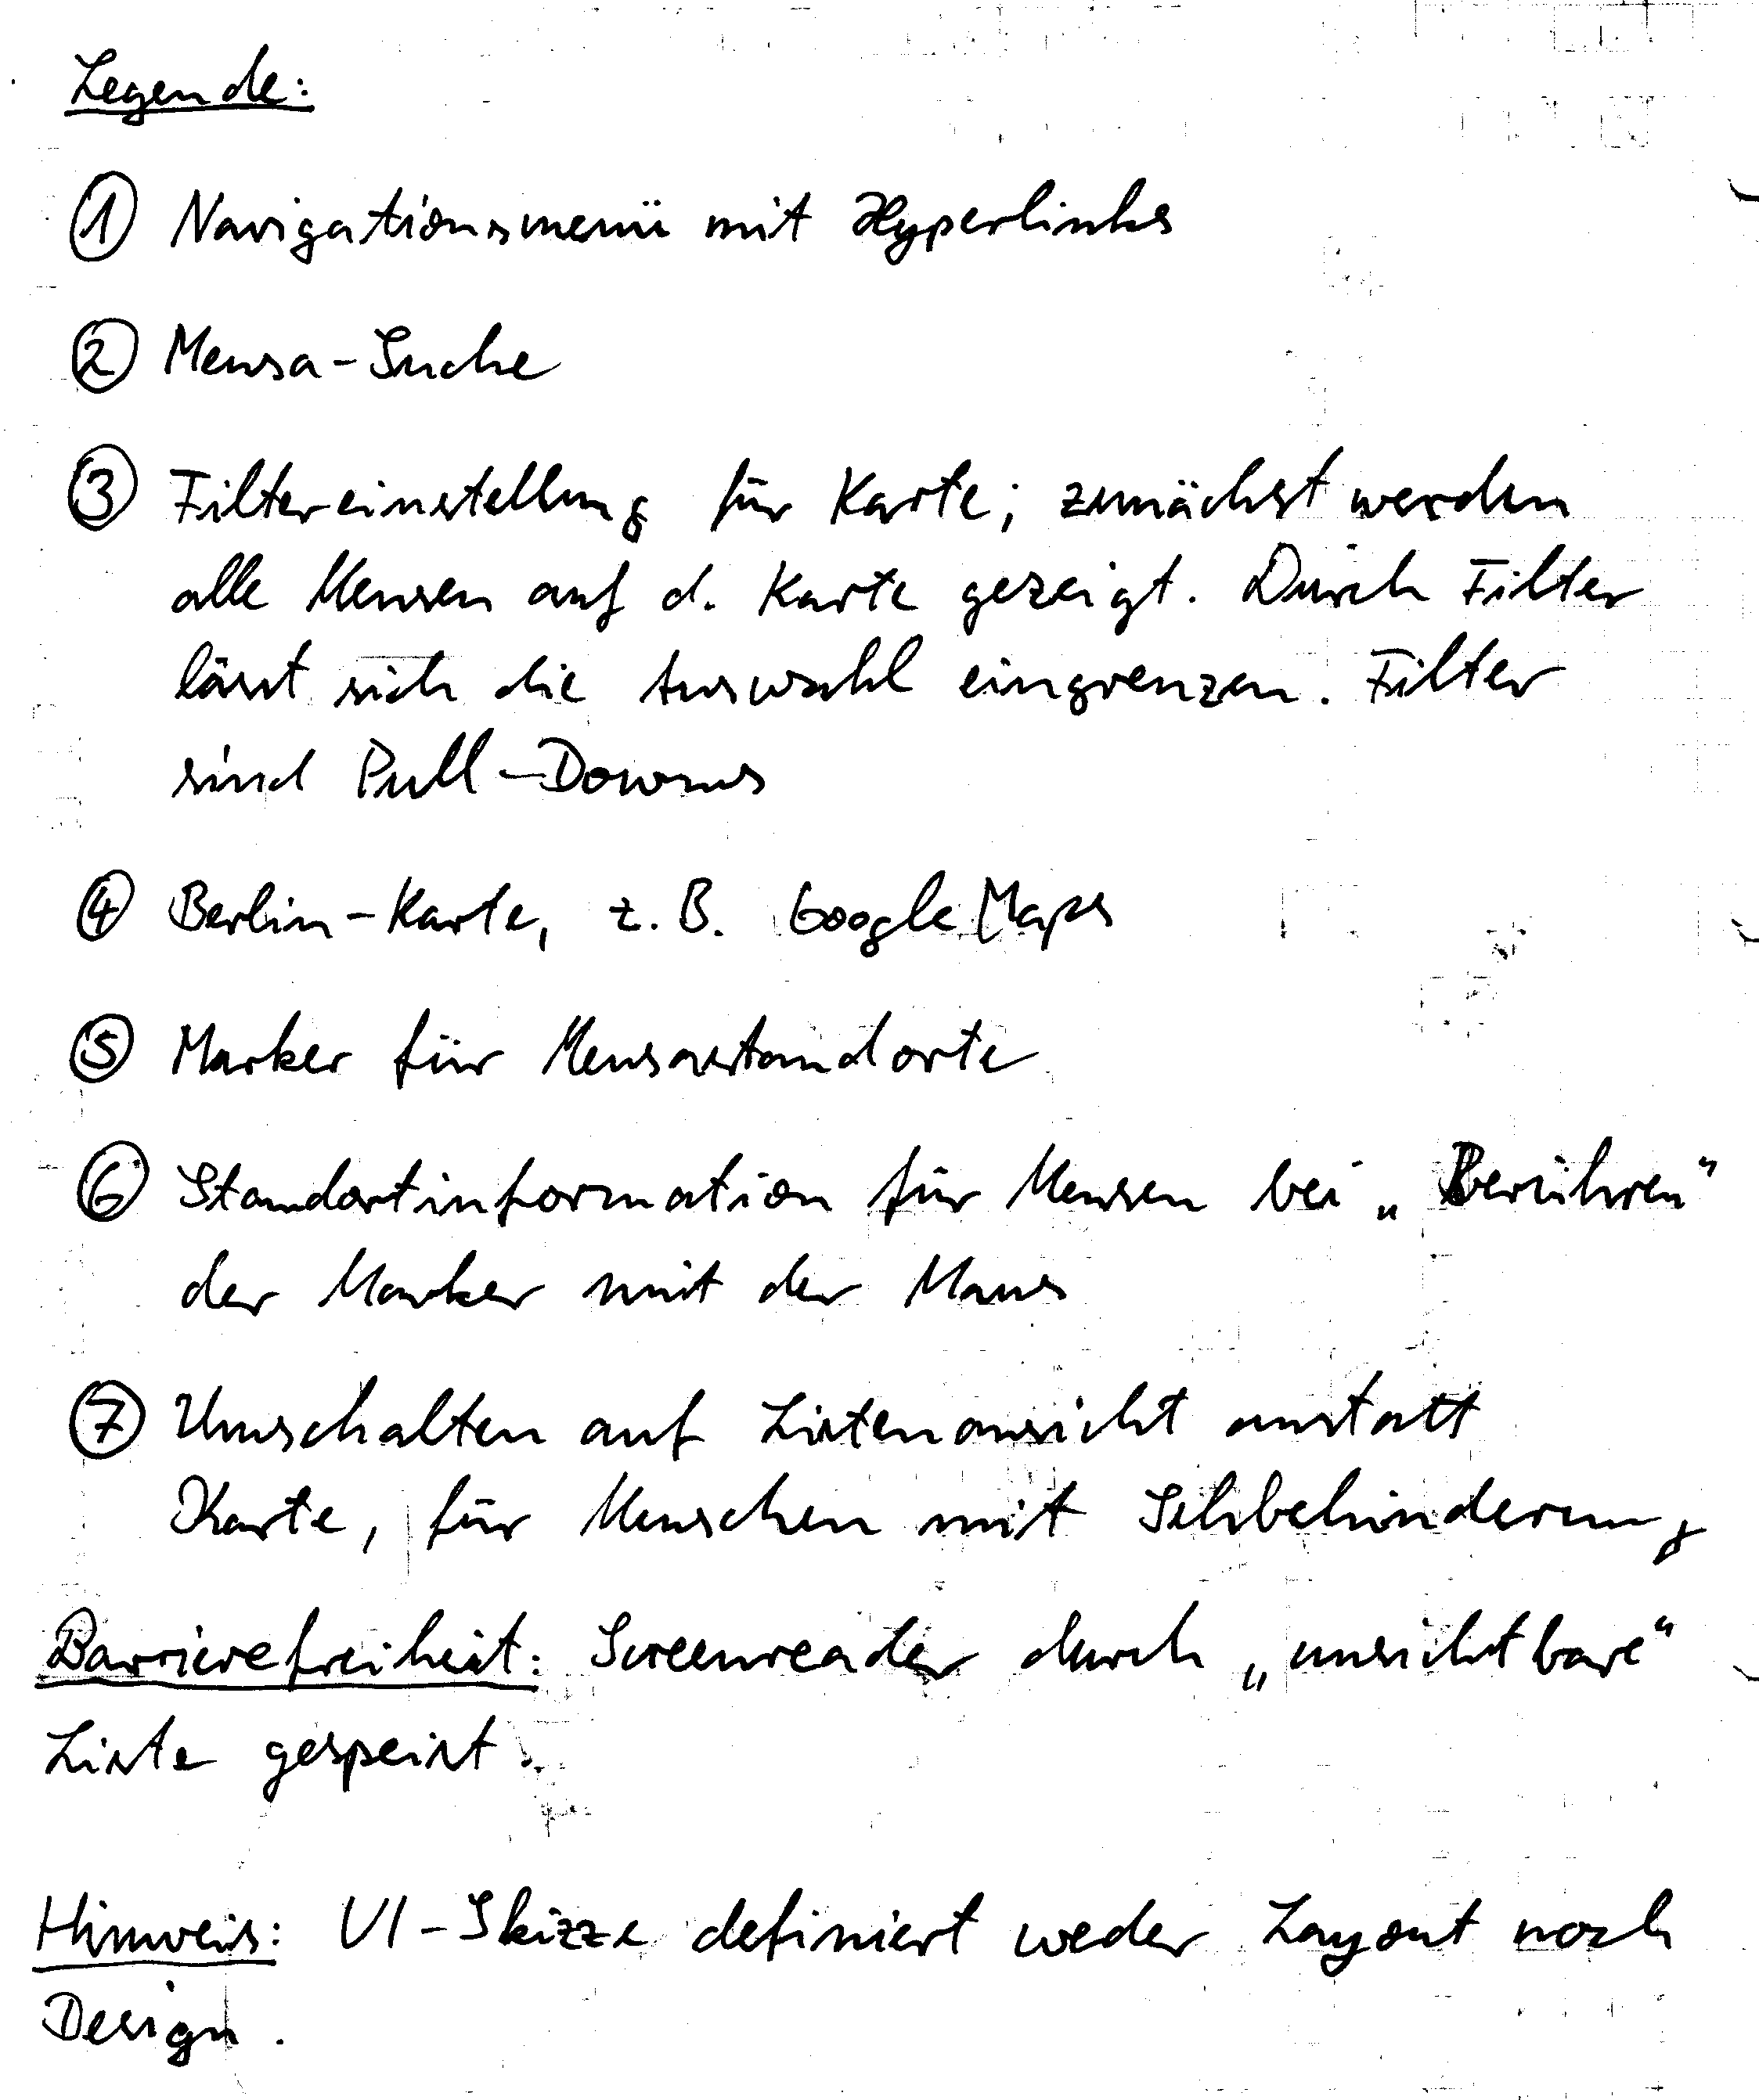 Legende:
① Navigationsmenü mit Hyperlinks
② Mensa-Suche
③ Filtereinstellung für Karte; zunächst werden
alle Mensen auf d. Karte gezeigt. Durch Filter
lässt sich die Auswahl eingrenzen. Filter
sind Pull-Downs
④ Berlin-Karte, z.B. Google Maps
⑤ Marker für Mensastandorte
⑥ Standortinformation für Mensen bei „Berühren“
der Marker mit der Maus
⑦ Umschalten auf Listenansicht anstatt
Karte, für Menschen mit Sehbehinderung
Barrierefreiheit: Screenreader durch „unsichtbare“
Liste gespeist.
Hinweis: UI-Skizze definiert weder Layout noch
Design.